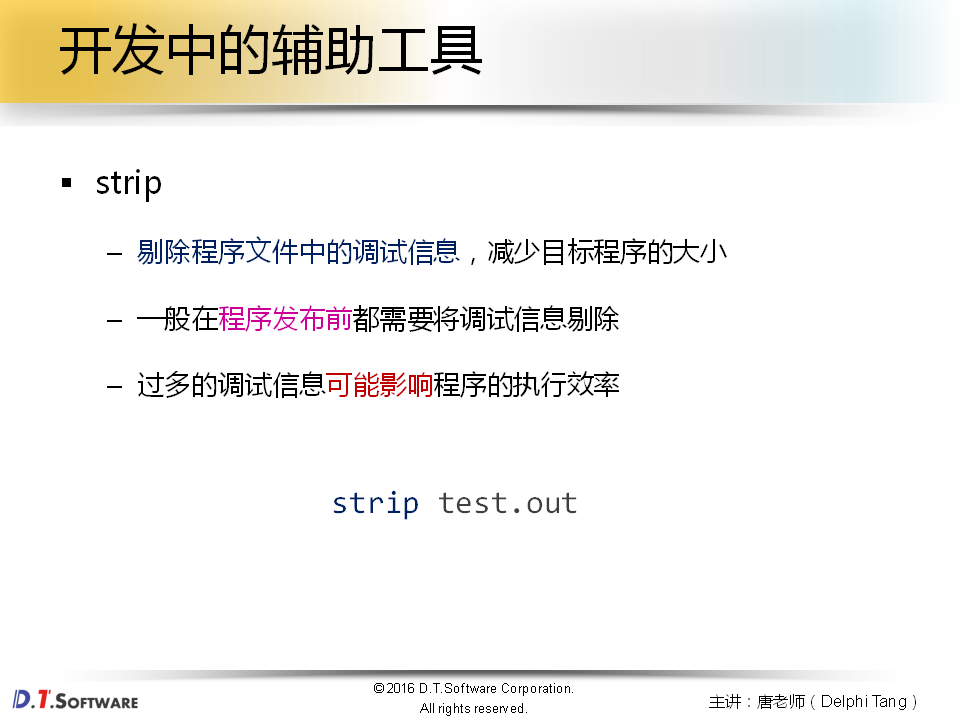 开发中的辅助工具
▪ strip
– 剔除程序文件中的调试信息，减少目标程序的大小
– 一般在程序发布前都需要将调试信息剔除
– 过多的调试信息可能影响程序的执行效率
strip test.out
D.T.SOFTWARE
©2016 D.T.Software Corporation.
All rights reserved.
主讲：唐老师（Delphi Tang）